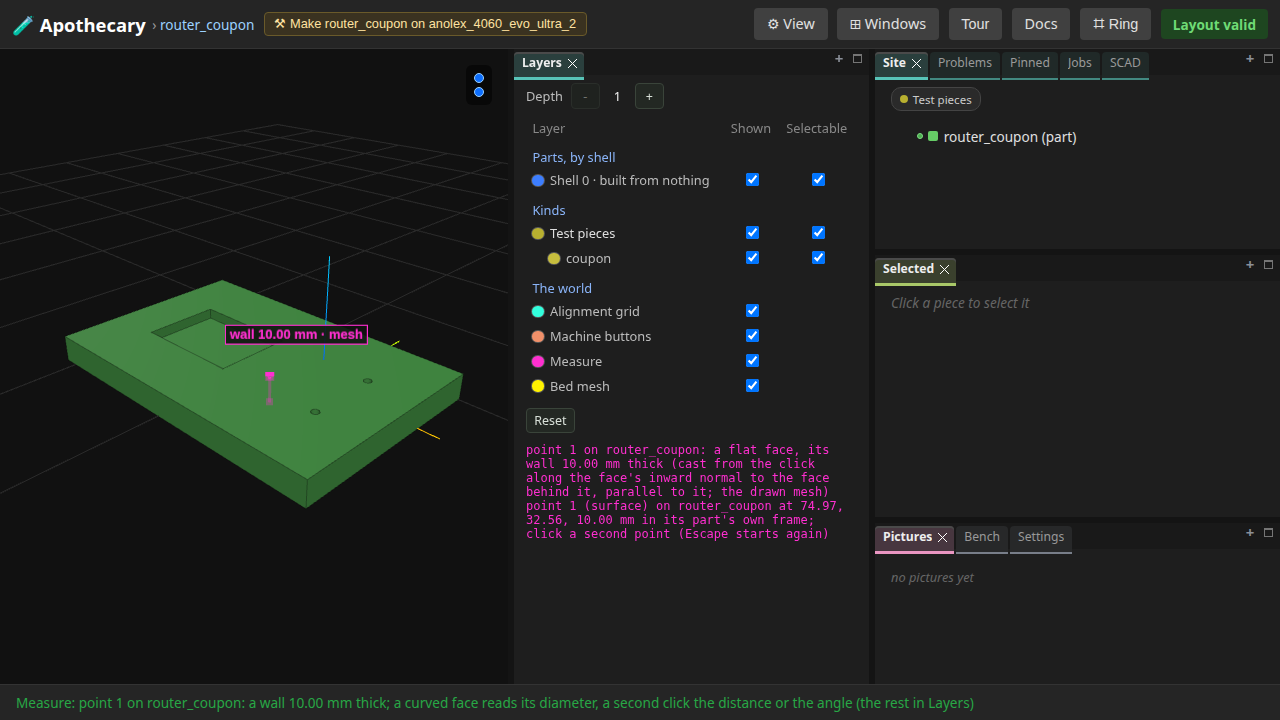 Apothecary › router_coupon
⚒ Make router_coupon on anolex_4060_evo_ultra_2
⚙ View
⊞ Windows
Tour
Docs
⌗ Ring
Layout valid
wall 10.00 mm · mesh
Layers
Depth - 1 +
Layer Shown Selectable
Parts, by shell
Shell 0 · built from nothing
Kinds
Test pieces
coupon
The world
Alignment grid
Machine buttons
Measure
Bed mesh
Reset
point 1 on router_coupon: a flat face, its
wall 10.00 mm thick (cast from the click
along the face's inward normal to the face
behind it, parallel to it; the drawn mesh)
point 1 (surface) on router_coupon at 74.97,
32.56, 10.00 mm in its part's own frame;
click a second point (Escape starts again)
Site Problems Pinned Jobs SCAD
Test pieces
router_coupon (part)
Selected
Click a piece to select it
Pictures Bench Settings
no pictures yet
Measure: point 1 on router_coupon: a wall 10.00 mm thick; a curved face reads its diameter, a second click the distance or the angle (the rest in Layers)